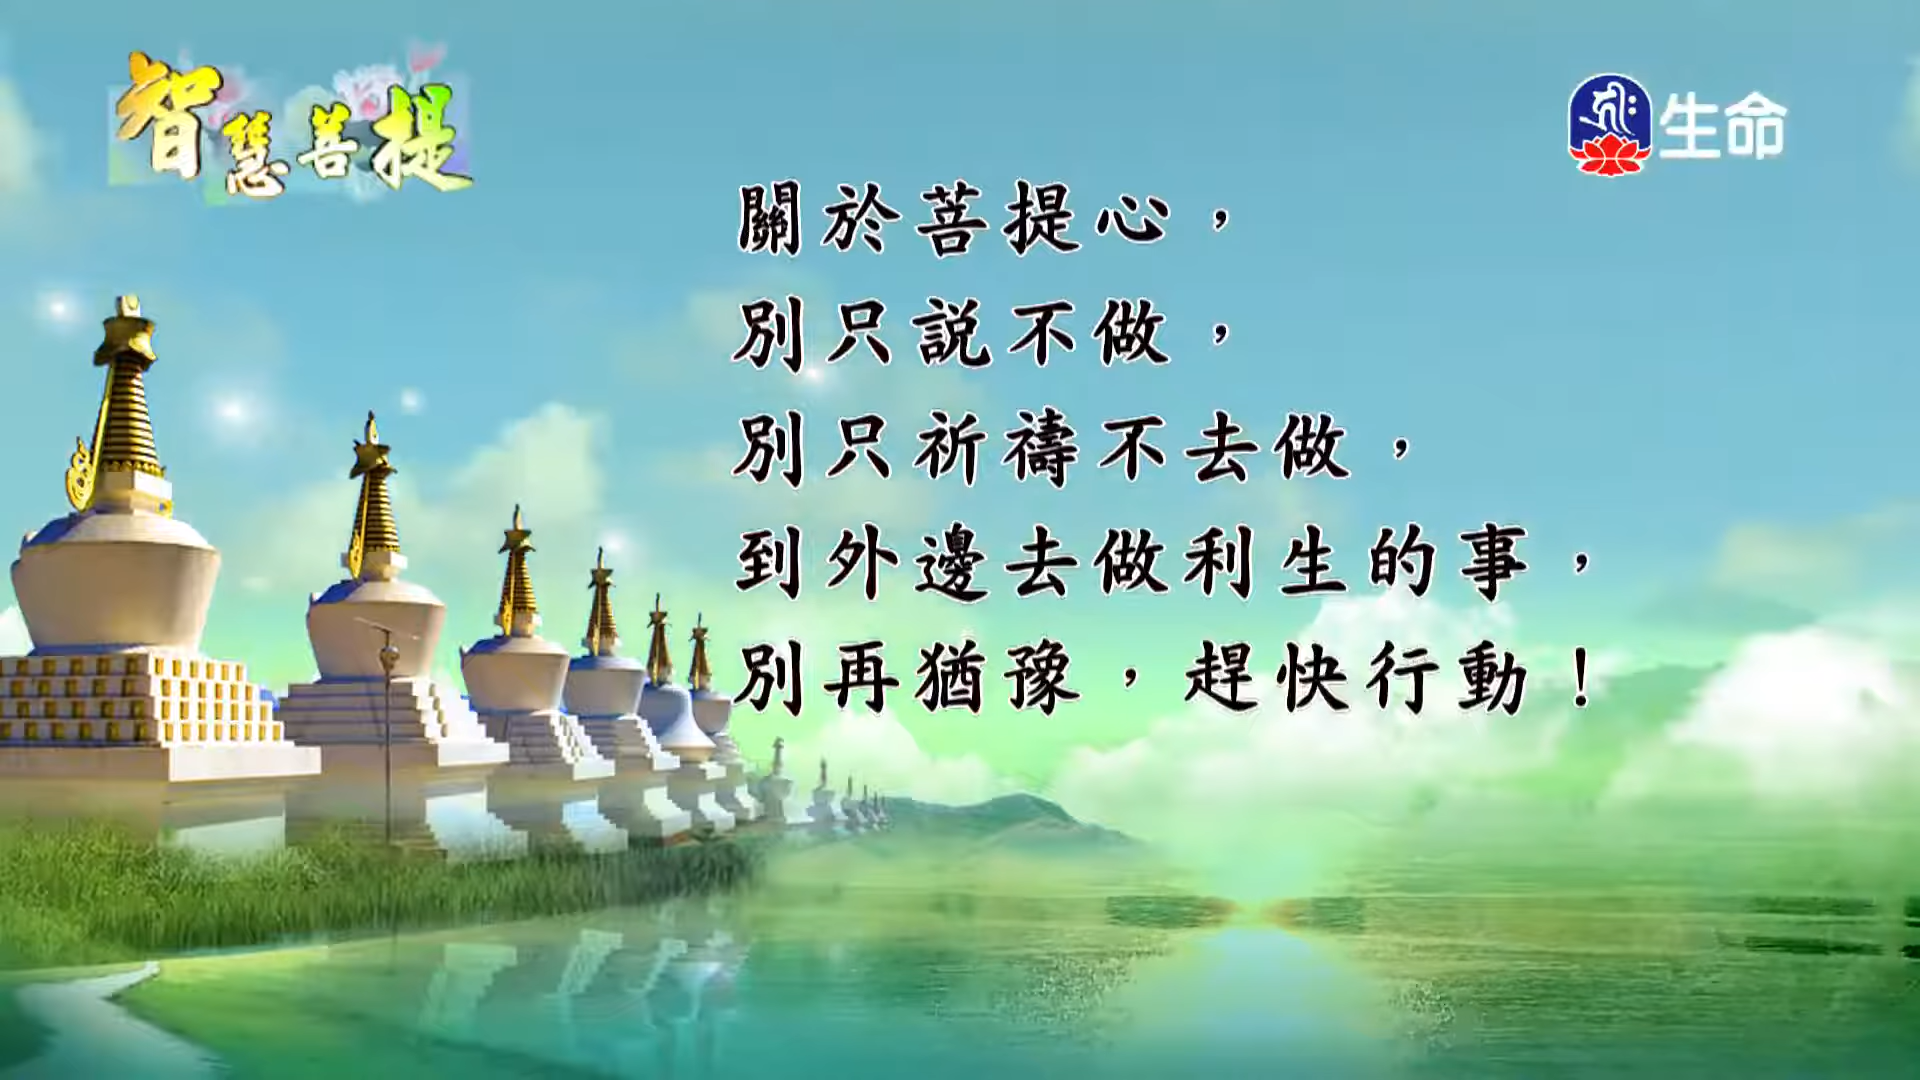 智慧菩提
生命
關於菩提心，
別只說不做，
別只祈禱不去做，
到外邊去做利生的事，
別再猶豫，趕快行動！